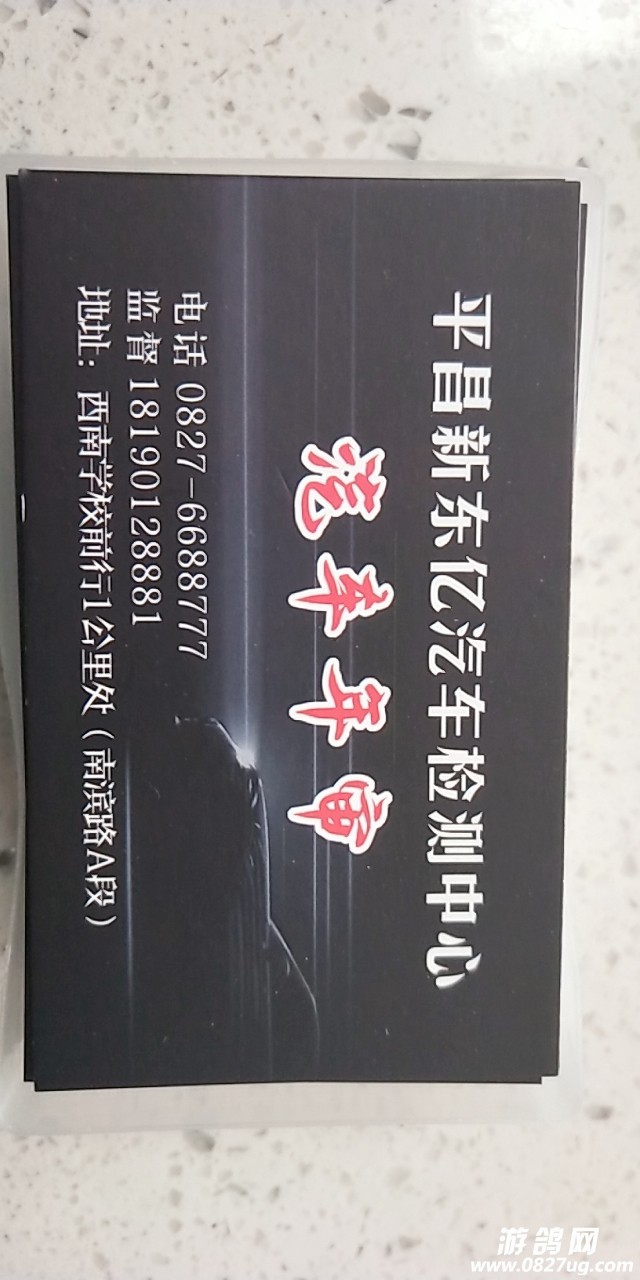 平昌新东亿汽车检测中心
汽车年审
电话 0827-6688777
监督 18190128881
地址：西南学校前行1公里处（南滨路A段）
游鸽网
www.0827ug.com